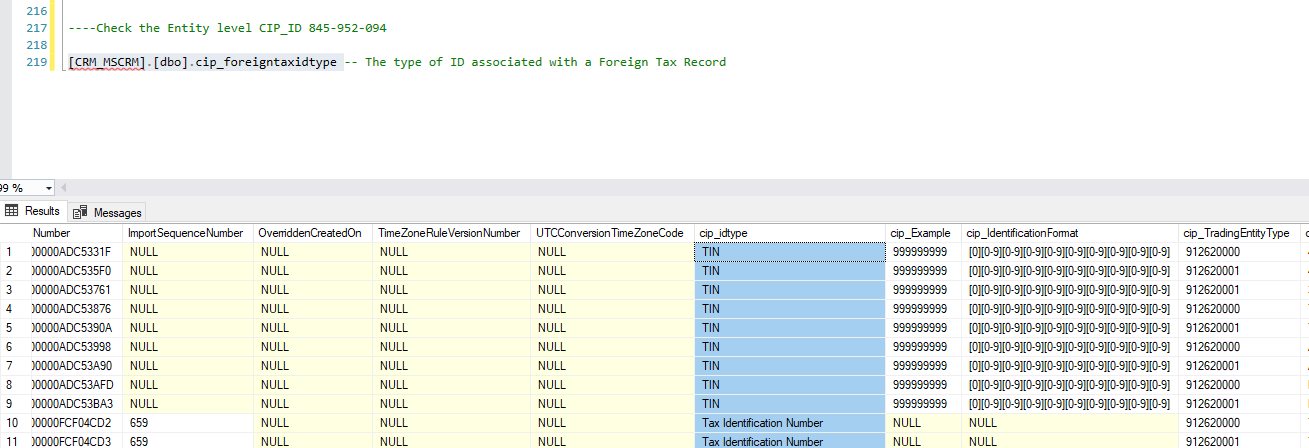 216
217 ----Check the Entity level CIP_ID 845-952-094
218
219 [CRM_MSCRM].[dbo].cip_foreigntaxidtype -- The type of ID associated with a Foreign Tax Record
99 %
Results Messages
Number ImportSequenceNumber OverriddenCreatedOn TimeZoneRuleVersionNumber UTCConversionTimeZoneCode cip_idtype cip_Example cip_IdentificationFormat cip_TradingEntityType
1 00000ADC5331F NULL NULL NULL NULL TIN 999999999 [0][0-9][0-9][0-9][0-9][0-9][0-9][0-9][0-9] 912620000
2 00000ADC535F0 NULL NULL NULL NULL TIN 999999999 [0][0-9][0-9][0-9][0-9][0-9][0-9][0-9][0-9] 912620001
3 00000ADC53761 NULL NULL NULL NULL TIN 999999999 [0][0-9][0-9][0-9][0-9][0-9][0-9][0-9][0-9] 912620001
4 00000ADC53876 NULL NULL NULL NULL TIN 999999999 [0][0-9][0-9][0-9][0-9][0-9][0-9][0-9][0-9] 912620000
5 00000ADC5390A NULL NULL NULL NULL TIN 999999999 [0][0-9][0-9][0-9][0-9][0-9][0-9][0-9][0-9] 912620001
6 00000ADC53998 NULL NULL NULL NULL TIN 999999999 [0][0-9][0-9][0-9][0-9][0-9][0-9][0-9][0-9] 912620000
7 00000ADC53A90 NULL NULL NULL NULL TIN 999999999 [0][0-9][0-9][0-9][0-9][0-9][0-9][0-9][0-9] 912620001
8 00000ADC53AFD NULL NULL NULL NULL TIN 999999999 [0][0-9][0-9][0-9][0-9][0-9][0-9][0-9][0-9] 912620000
9 00000ADC53BA3 NULL NULL NULL NULL TIN 999999999 [0][0-9][0-9][0-9][0-9][0-9][0-9][0-9][0-9] 912620001
10 00000FCF04CD2 659 NULL NULL NULL Tax Identification Number NULL NULL 912620000
11 00000FCF04CD3 659 NULL NULL NULL Tax Identification Number NULL NULL 912620001